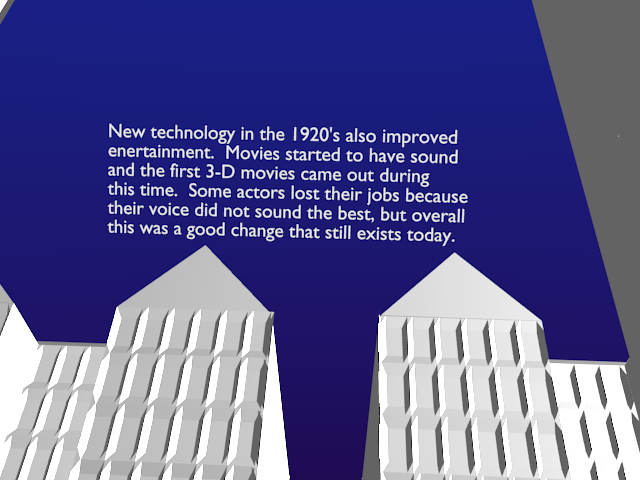 New technology in the 1920's also improved
enertainment.  Movies started to have sound
and the first 3-D movies came out during
this time.  Some actors lost their jobs because
their voice did not sound the best, but overall
this was a good change that still exists today.